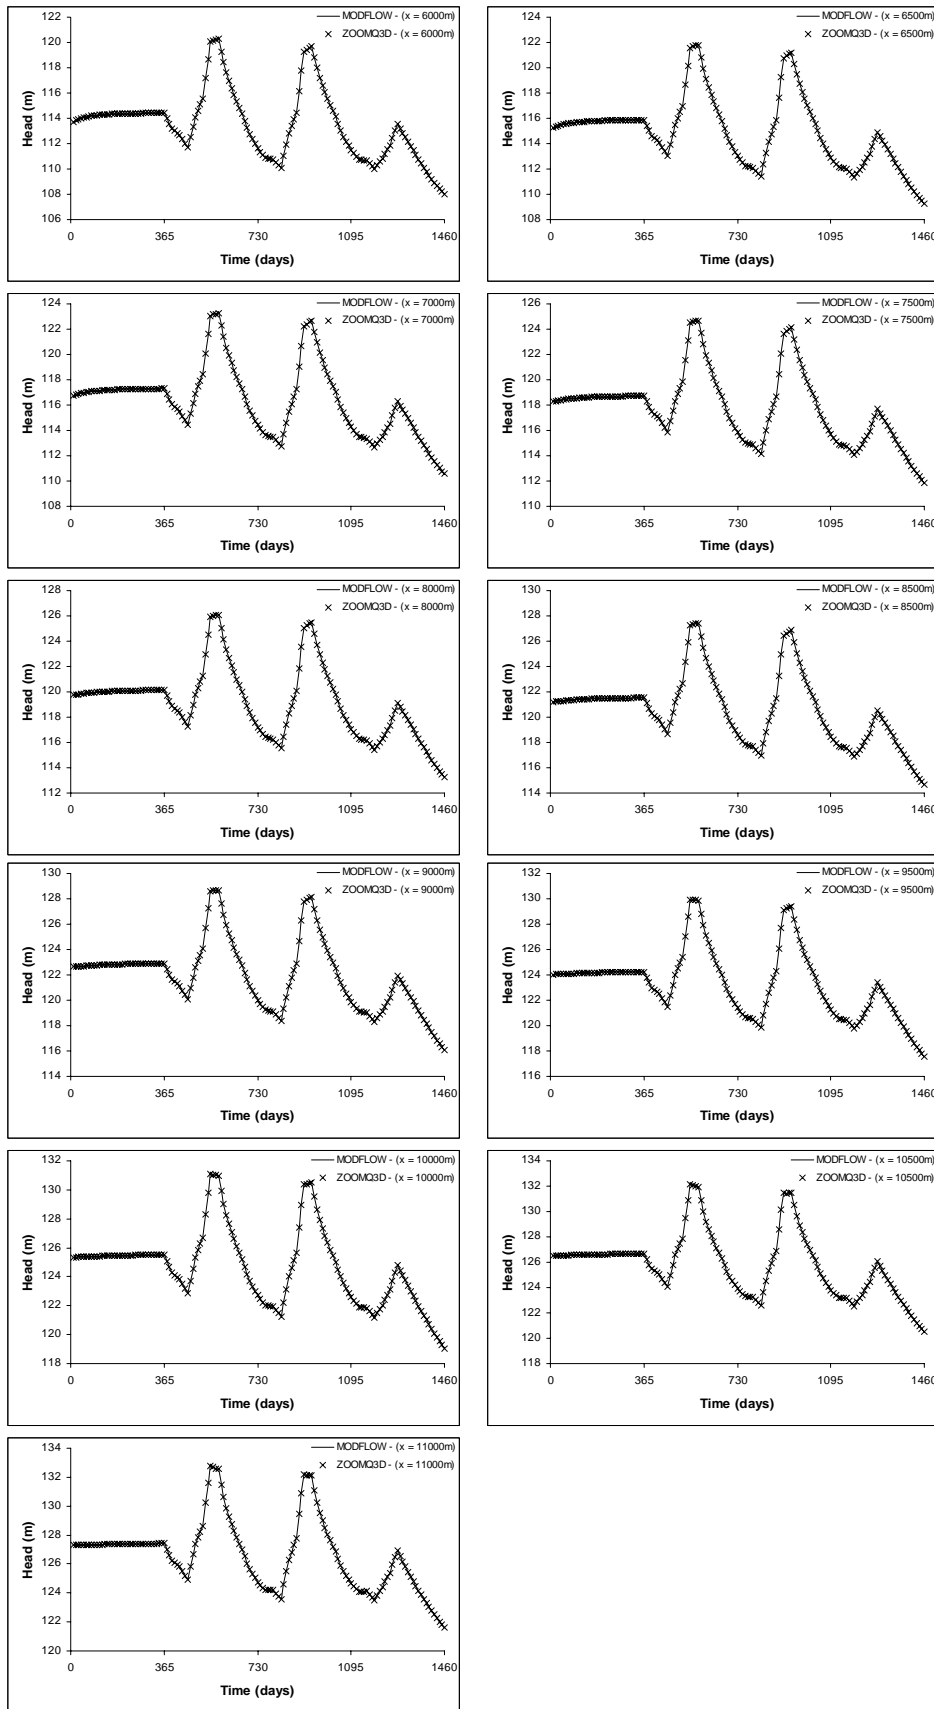 MODFLOW - (x = 6000m)
ZOOMQ3D - (x = 6000m)
Head (m)
122
120
118
116
114
112
110
108
106
0 365 730 1095 1460
Time (days)
MODFLOW - (x = 6500m)
ZOOMQ3D - (x = 6500m)
Head (m)
124
122
120
118
116
114
112
110
108
0 365 730 1095 1460
Time (days)
MODFLOW - (x = 7000m)
ZOOMQ3D - (x = 7000m)
Head (m)
124
122
120
118
116
114
112
110
108
0 365 730 1095 1460
Time (days)
MODFLOW - (x = 7500m)
ZOOMQ3D - (x = 7500m)
Head (m)
126
124
122
120
118
116
114
112
110
0 365 730 1095 1460
Time (days)
MODFLOW - (x = 8000m)
ZOOMQ3D - (x = 8000m)
Head (m)
128
126
124
122
120
118
116
114
112
0 365 730 1095 1460
Time (days)
MODFLOW - (x = 8500m)
ZOOMQ3D - (x = 8500m)
Head (m)
130
128
126
124
122
120
118
116
114
0 365 730 1095 1460
Time (days)
MODFLOW - (x = 9000m)
ZOOMQ3D - (x = 9000m)
Head (m)
130
128
126
124
122
120
118
116
114
0 365 730 1095 1460
Time (days)
MODFLOW - (x = 9500m)
ZOOMQ3D - (x = 9500m)
Head (m)
132
130
128
126
124
122
120
118
116
0 365 730 1095 1460
Time (days)
MODFLOW - (x = 10000m)
ZOOMQ3D - (x = 10000m)
Head (m)
132
130
128
126
124
122
120
118
0 365 730 1095 1460
Time (days)
MODFLOW - (x = 10500m)
ZOOMQ3D - (x = 10500m)
Head (m)
134
132
130
128
126
124
122
120
118
0 365 730 1095 1460
Time (days)
MODFLOW - (x = 11000m)
ZOOMQ3D - (x = 11000m)
Head (m)
134
132
130
128
126
124
122
120
0 365 730 1095 1460
Time (days)